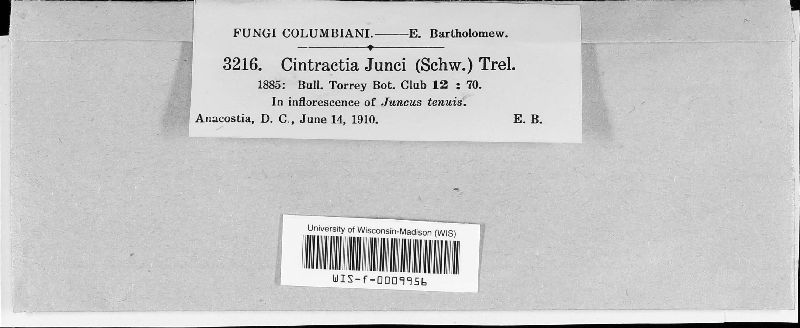 FUNGI COLUMBIANI.——E. Bartholomew.
3216. Cintractia Junci (Schw.) Trel.
1885: Bull. Torrey Bot. Club 12 : 70.
In inflorescence of Juncus tenuis.
Anacostia, D. C., June 14, 1910. E. B.
University of Wisconsin-Madison (WIS)
WIS-f-0009956